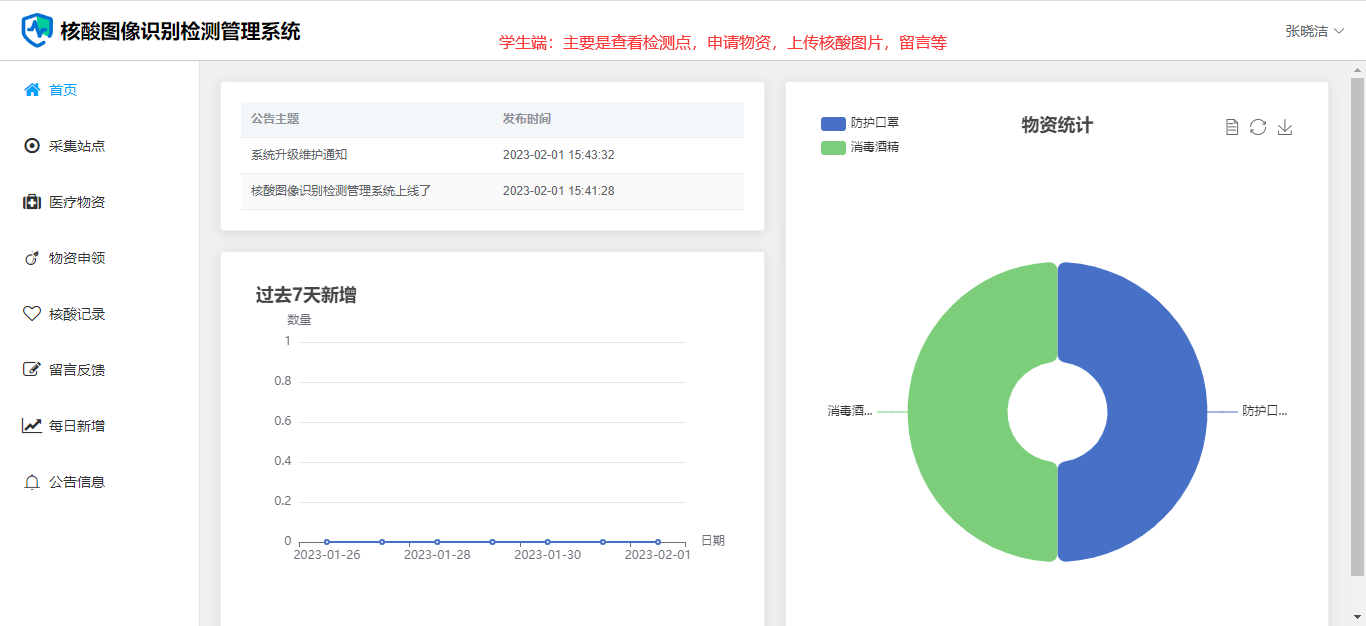 核酸图像识别检测管理系统
学生端：主要是查看检测点，申请物资，上传核酸图片，留言等
张晓洁
首页
采集站点
医疗物资
物资申领
核酸记录
留言反馈
每日新增
公告信息
公告主题 发布时间
系统升级维护通知 2023-02-01 15:43:32
核酸图像识别检测管理系统上线了 2023-02-01 15:41:28
过去7天新增
数量
1
0.8
0.6
0.4
0.2
0
2023-01-26 2023-01-28 2023-01-30 2023-02-01
日期
防护口罩
消毒酒精
物资统计
消毒酒...
防护口...